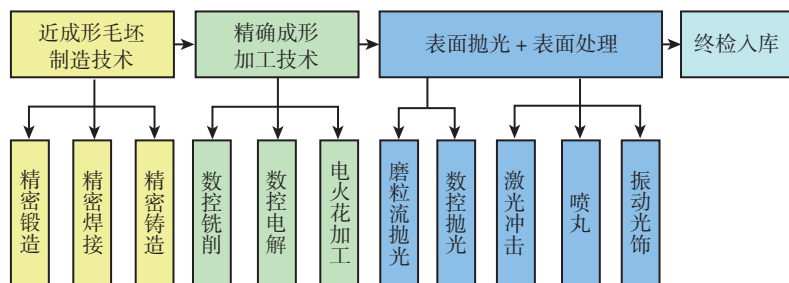 近成形毛坯
制造技术
精确成形
加工技术
表面抛光 + 表面处理
终检入库
精密锻造
精密焊接
精密铸造
数控铣削
数控电解
电火花加工
磨粒流抛光
数控抛光
激光冲击
喷丸
振动光饰